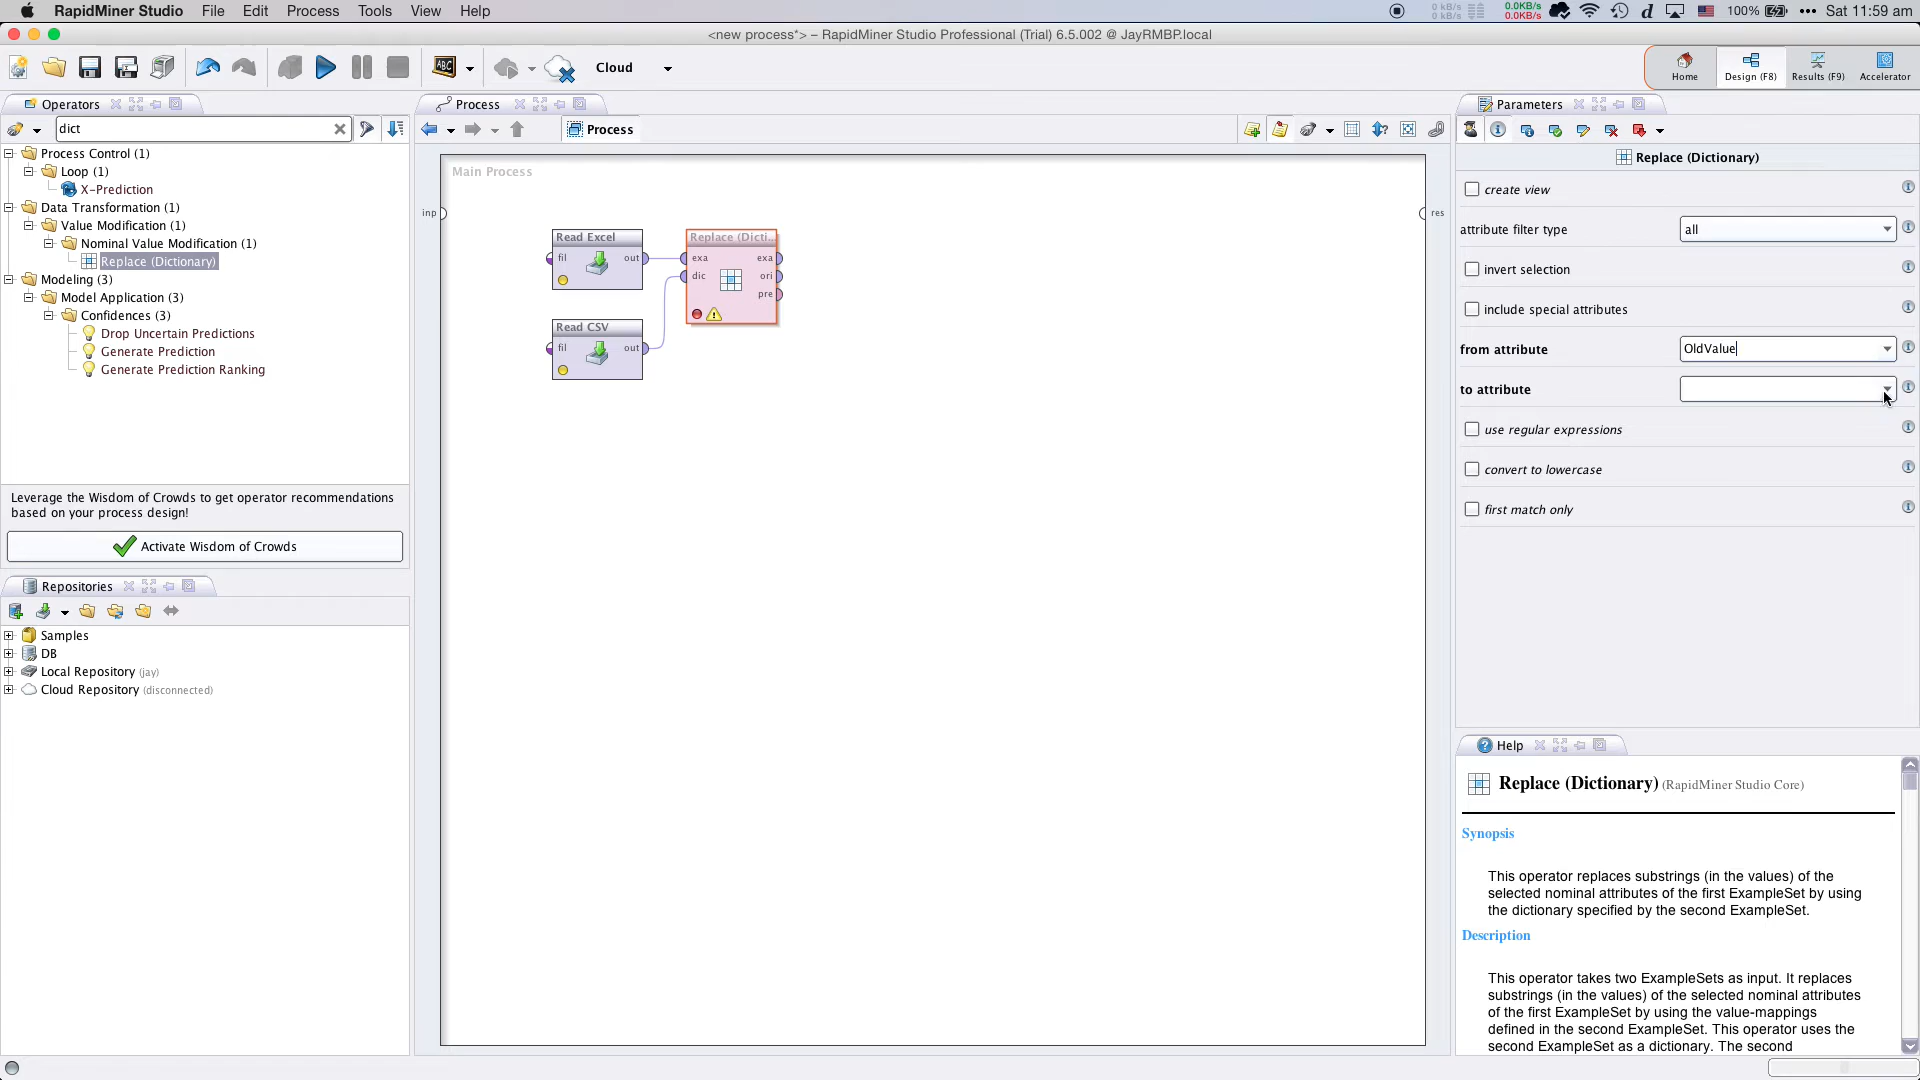 RapidMiner Studio File Edit Process Tools View Help
0 kB/s
0 kB/s
0.0KB/s
0.0KB/s
100% Sat 11:59 am
<new process*> – RapidMiner Studio Professional (Trial) 6.5.002 @ JayRMBP.local
Cloud
Home Design (F8) Results (F9) Accelerator
Operators
dict
Process Control (1)
Loop (1)
X-Prediction
Data Transformation (1)
Value Modification (1)
Nominal Value Modification (1)
Replace (Dictionary)
Modeling (3)
Model Application (3)
Confidences (3)
Drop Uncertain Predictions
Generate Prediction
Generate Prediction Ranking
Leverage the Wisdom of Crowds to get operator recommendations
based on your process design!
Activate Wisdom of Crowds
Repositories
Samples
DB
Local Repository (jay)
Cloud Repository (disconnected)
Process
Process
Main Process
inp
res
Read Excel
fil out
Read CSV
fil out
Replace (Dicti...
exa exa
dic ori
pre
Parameters
Replace (Dictionary)
create view
attribute filter type all
invert selection
include special attributes
from attribute OldValue
to attribute
use regular expressions
convert to lowercase
first match only
Help
Replace (Dictionary) (RapidMiner Studio Core)
Synopsis
This operator replaces substrings (in the values) of the
selected nominal attributes of the first ExampleSet by using
the dictionary specified by the second ExampleSet.
Description
This operator takes two ExampleSets as input. It replaces
substrings (in the values) of the selected nominal attributes
of the first ExampleSet by using the value-mappings
defined in the second ExampleSet. This operator uses the
second ExampleSet as a dictionary. The second